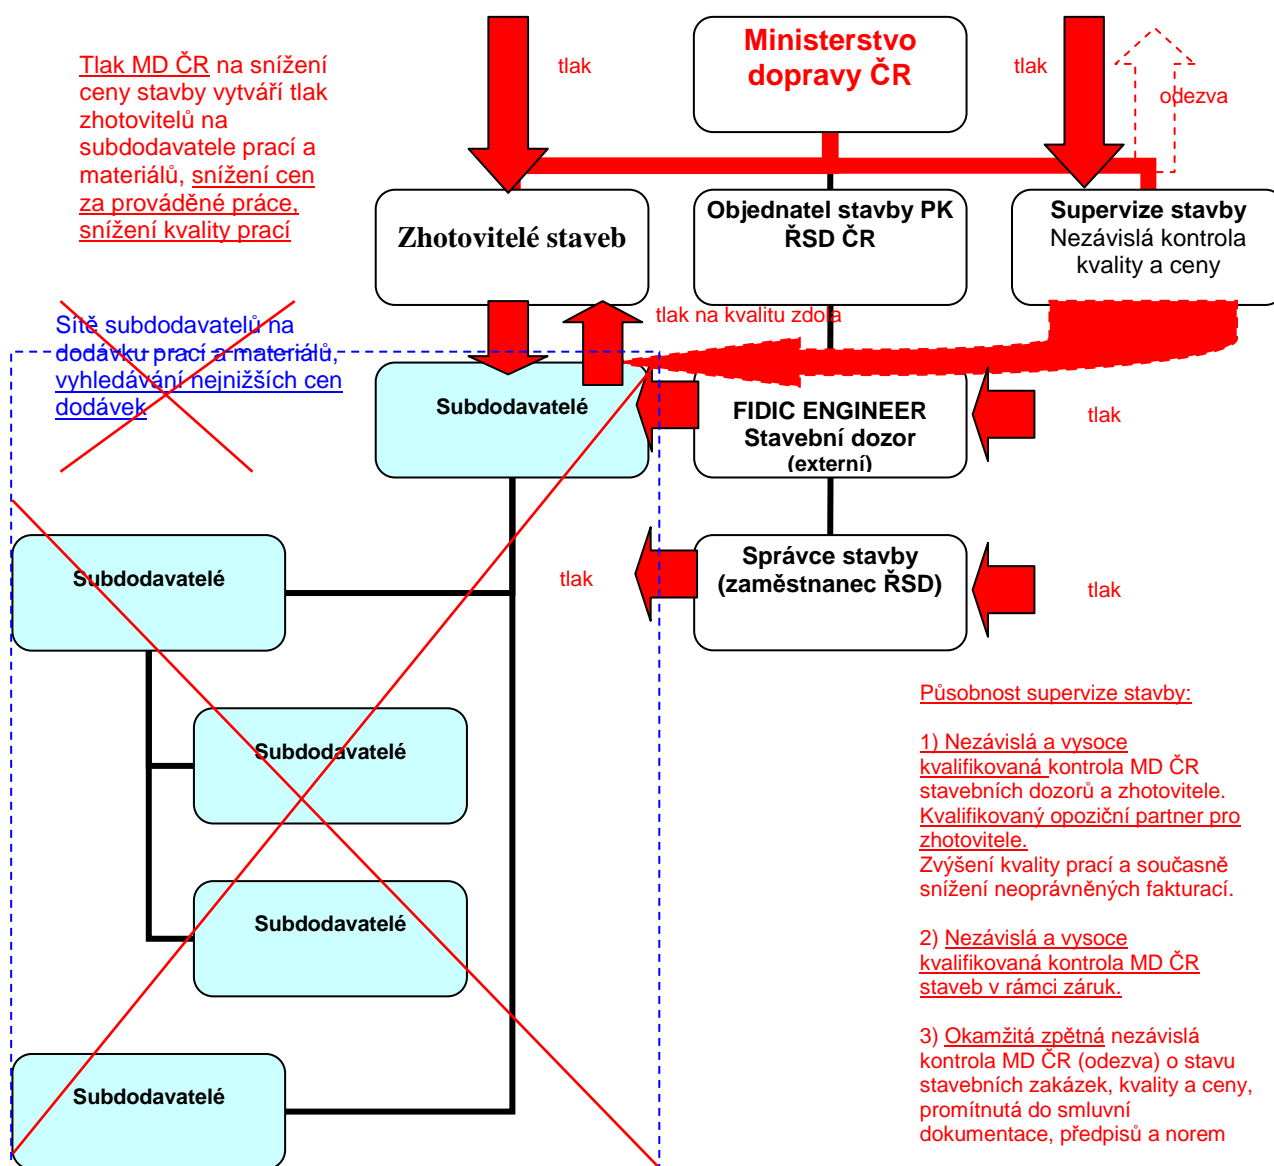 Ministerstvo
dopravy ČR
tlak
tlak
odezva
Tlak MD ČR na snížení
ceny stavby vytváří tlak
zhotovitelů na
subdodavatele prací a
materiálů, snížení cen
za prováděné práce,
snížení kvality prací
Zhotovitelé staveb
Objednatel stavby PK
ŘSD ČR
Supervize stavby
Nezávislá kontrola
kvality a ceny
tlak na kvalitu zdola
Sítě subdodavatelů na
dodávku prací a materiálů,
vyhledávání nejnižších cen
dodávek
Subdodavatelé
FIDIC ENGINEER
Stavební dozor
(externí)
tlak
Subdodavatelé
tlak
Správce stavby
(zaměstnanec ŘSD)
tlak
Subdodavatelé
Subdodavatelé
Subdodavatelé
Působnost supervize stavby:
1) Nezávislá a vysoce
kvalifikovaná kontrola MD ČR
stavebních dozorů a zhotovitele.
Kvalifikovaný opoziční partner pro
zhotovitele.
Zvýšení kvality prací a současně
snížení neoprávněných fakturací.
2) Nezávislá a vysoce
kvalifikovaná kontrola MD ČR
staveb v rámci záruk.
3) Okamžitá zpětná nezávislá
kontrola MD ČR (odezva) o stavu
stavebních zakázek, kvality a ceny,
promítnutá do smluvní
dokumentace, předpisů a norem